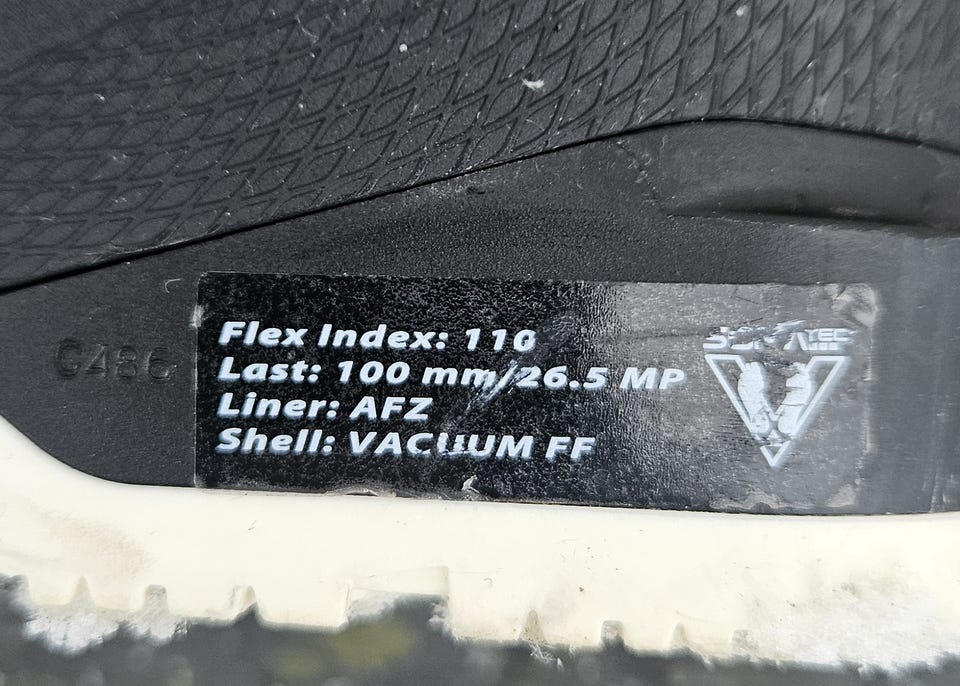 Flex Index: 110
Last: 100 mm/26.5 MP
Liner: AFZ
Shell: VACUUM FF
C486